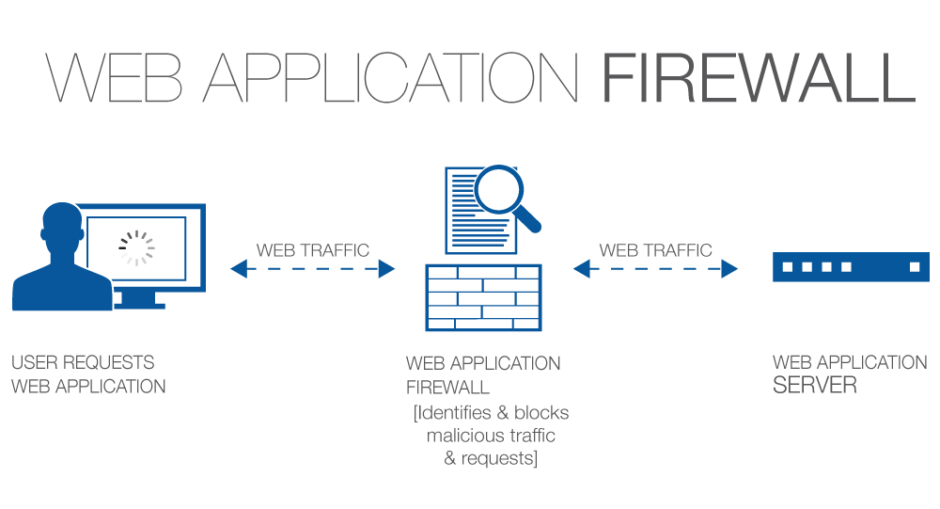 WEB APPLICATION FIREWALL
WEB TRAFFIC
WEB TRAFFIC
USER REQUESTS
WEB APPLICATION
WEB APPLICATION
FIREWALL
[Identifies & blocks
malicious traffic
& requests]
WEB APPLICATION
SERVER